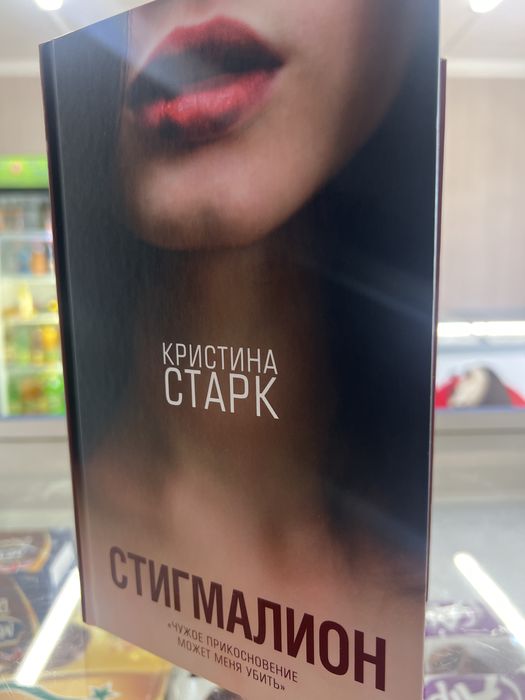 КРИСТИНА
СТАРК
СТИГМАЛИОН
«ЧУЖОЕ ПРИКОСНОВЕНИЕ
МОЖЕТ МЕНЯ УБИТЬ»